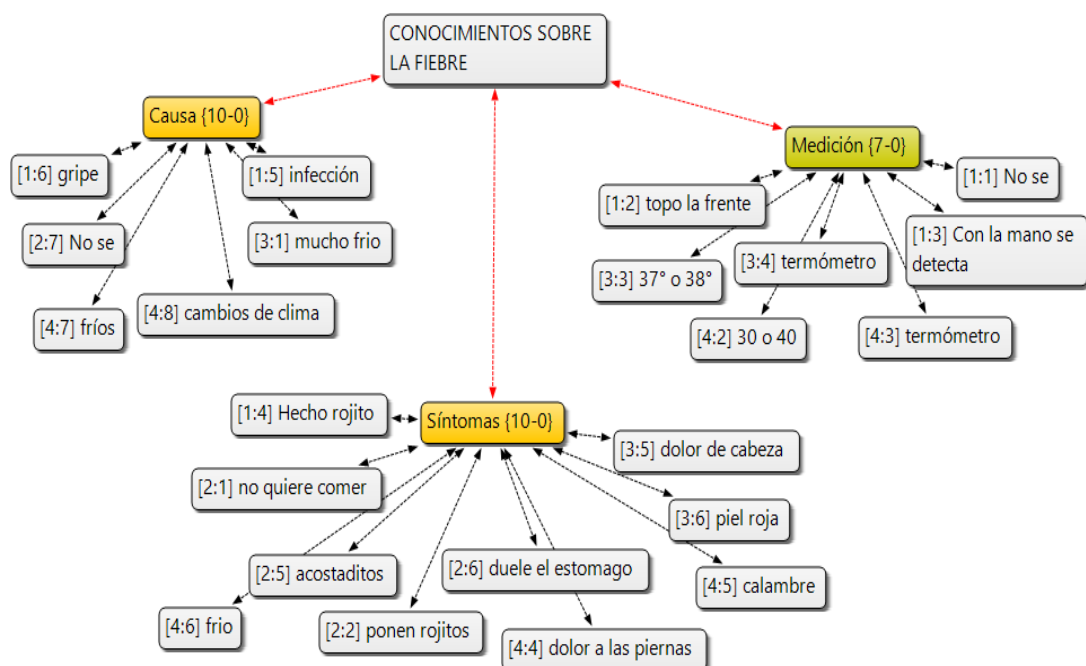 CONOCIMIENTOS SOBRE
LA FIEBRE
Causa {10-0}
[1:6] gripe
[1:5] infección
[2:7] No se
[3:1] mucho frio
[4:7] fríos
[4:8] cambios de clima
Medición {7-0}
[1:1] No se
[1:2] topo la frente
[1:3] Con la mano se
detecta
[3:4] termómetro
[3:3] 37° o 38°
[4:2] 30 o 40
[4:3] termómetro
Síntomas {10-0}
[1:4] Hecho rojito
[3:5] dolor de cabeza
[2:1] no quiere comer
[3:6] piel roja
[2:5] acostaditos
[2:6] duele el estomago
[4:5] calambre
[4:6] frio
[2:2] ponen rojitos
[4:4] dolor a las piernas